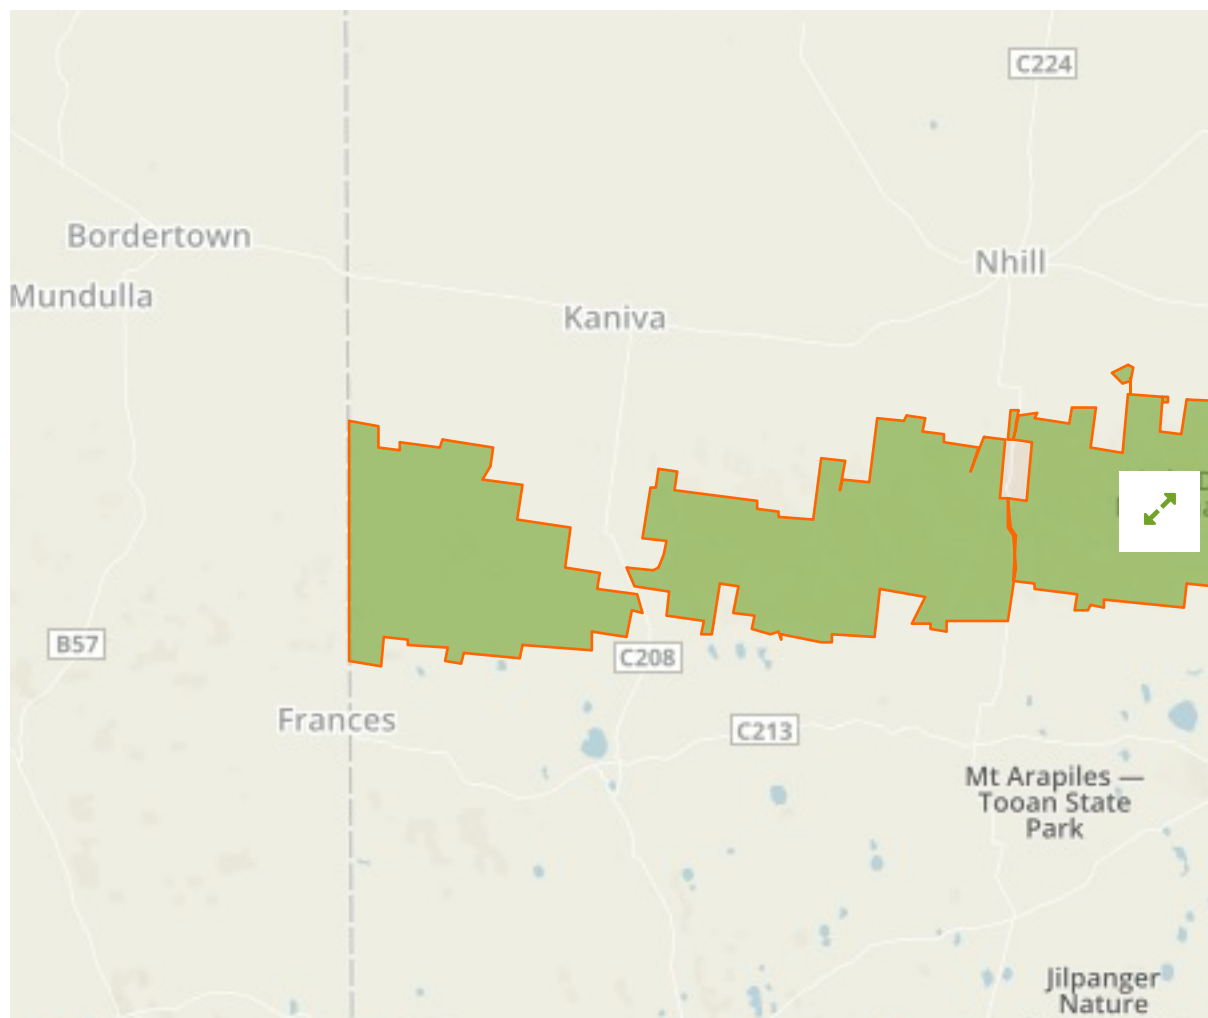 C224
Bordertown
Nhill
Mundulla
Kaniva
B57
C208
Frances
C213
Mt Arapiles —
Tooan State
Park
Jilpanger
Nature